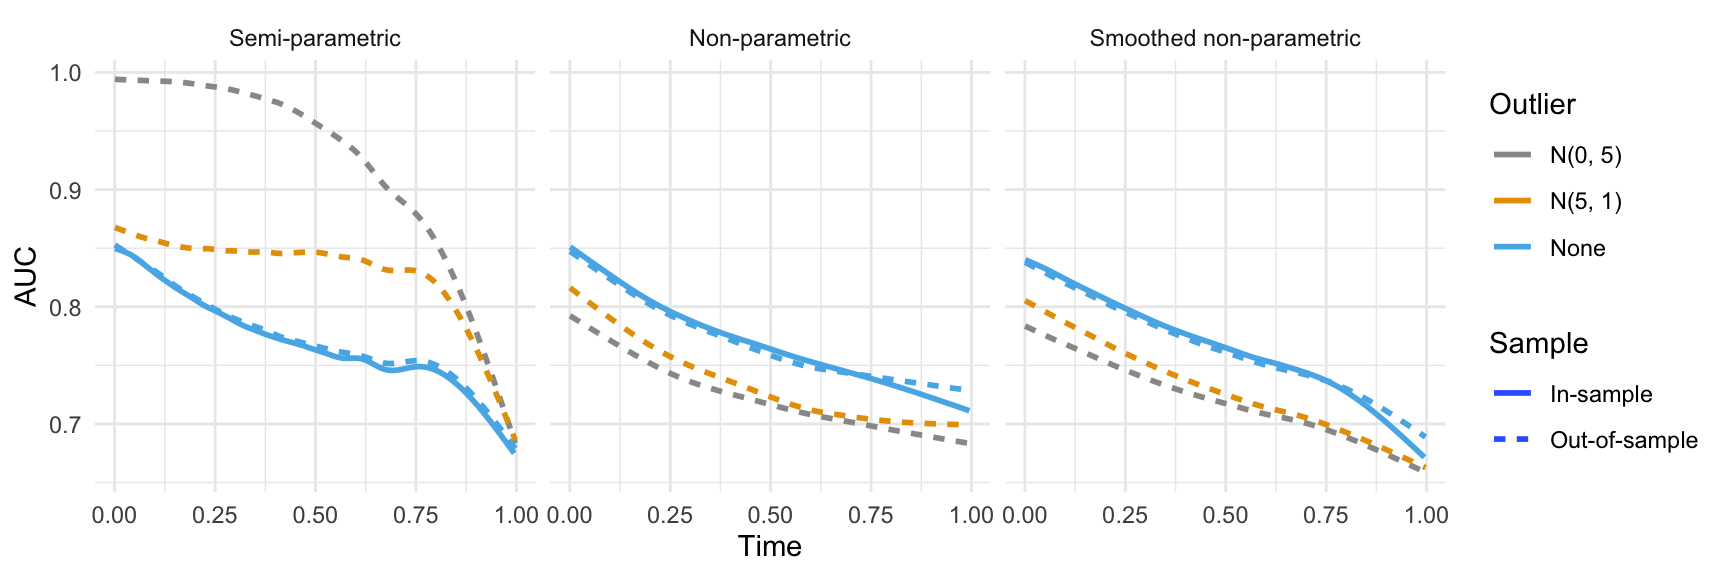 Semi-parametric
Non-parametric
Smoothed non-parametric
1.0
0.9
0.8
0.7
AUC
0.00 0.25 0.50 0.75 1.00
0.00 0.25 0.50 0.75 1.00
0.00 0.25 0.50 0.75 1.00
Time
Outlier
N(0, 5)
N(5, 1)
None
Sample
In-sample
Out-of-sample